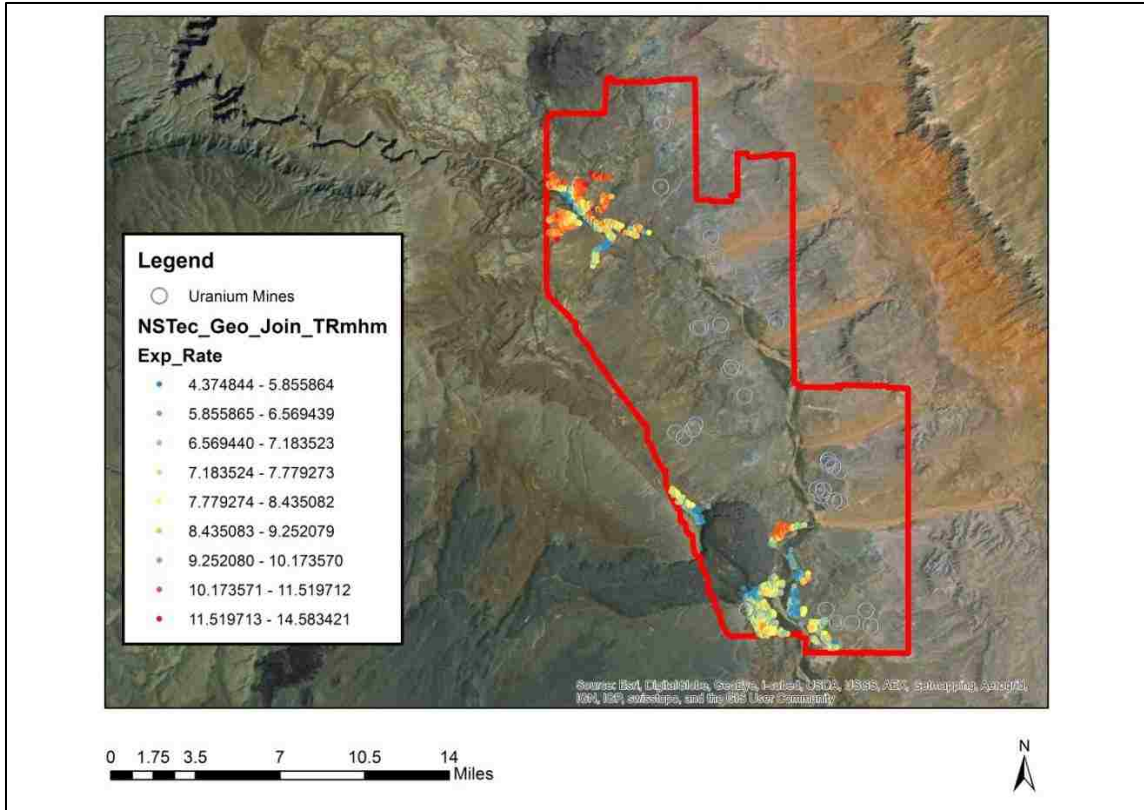 Legend
Uranium Mines
NSTec_Geo_Join_TRmhm
Exp_Rate
4.374844 - 5.855864
5.855865 - 6.569439
6.569440 - 7.183523
7.183524 - 7.779273
7.779274 - 8.435082
8.435083 - 9.252079
9.252080 - 10.173570
10.173571 - 11.519712
11.519713 - 14.583421
Source: Esri, DigitalGlobe, GeoEye, i-cubed, USDA, USGS, AEX, Getmapping, Aerogrid,
IGN, IGP, swisstopo, and the GIS User Community
0 1.75 3.5 7 10.5 14
Miles
N